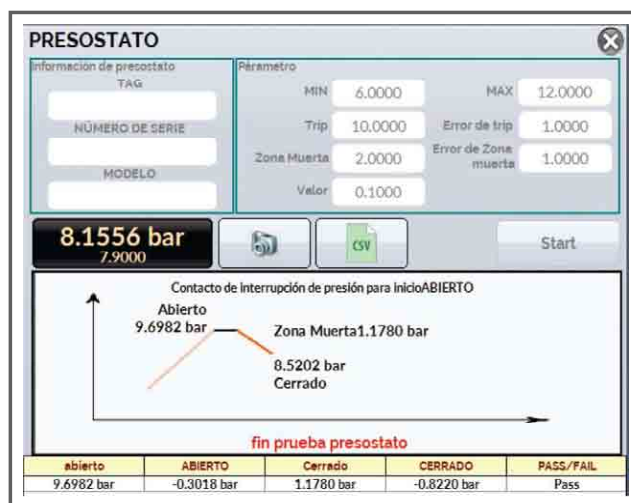 PRESOSTATO
Información de presostato
TAG
NÚMERO DE SERIE
MODELO
Párametro
MIN 6.0000 MAX 12.0000
Trip 10.0000 Error de trip 1.0000
Zona Muerta 2.0000 Error de Zona muerta 1.0000
Valor 0.1000
8.1556 bar
7.9000
CSV
Start
Contacto de interrupción de presión para inicioABIERTO
Abierto
9.6982 bar
Zona Muerta1.1780 bar
8.5202 bar
Cerrado
fin prueba presostato
abierto ABIERTO Cerrado CERRADO PASS/FAIL
9.6982 bar -0.3018 bar 1.1780 bar -0.8220 bar Pass